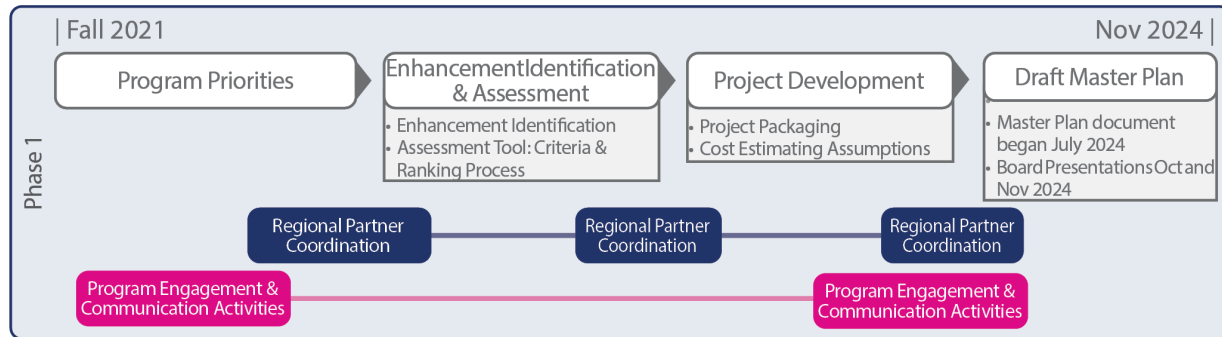 | Fall 2021
Nov 2024 |
Phase 1
Program Priorities
EnhancementIdentification
& Assessment
• Enhancement Identification
• Assessment Tool: Criteria &
Ranking Process
Project Development
• Project Packaging
• Cost Estimating Assumptions
Draft Master Plan
•
• Master Plan document
began July 2024
• Board Presentations Oct and
Nov 2024
Regional Partner
Coordination
Regional Partner
Coordination
Regional Partner
Coordination
Program Engagement &
Communication Activities
Program Engagement &
Communication Activities